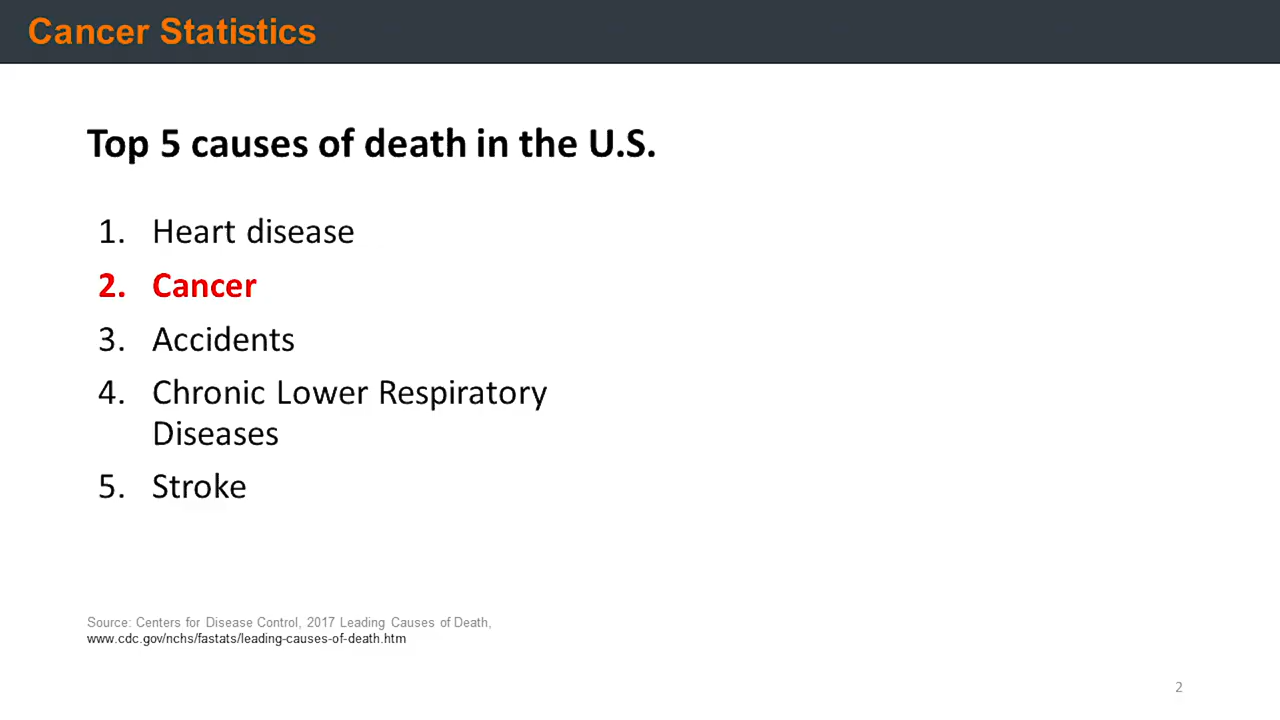 Cancer Statistics
Top 5 causes of death in the U.S.
1. Heart disease
2. Cancer
3. Accidents
4. Chronic Lower Respiratory
Diseases
5. Stroke
Source: Centers for Disease Control, 2017 Leading Causes of Death,
www.cdc.gov/nchs/fastats/leading-causes-of-death.htm
2